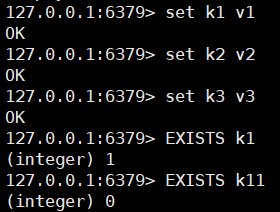 127.0.0.1:6379> set k1 v1
OK
127.0.0.1:6379> set k2 v2
OK
127.0.0.1:6379> set k3 v3
OK
127.0.0.1:6379> EXISTS k1
(integer) 1
127.0.0.1:6379> EXISTS k11
(integer) 0